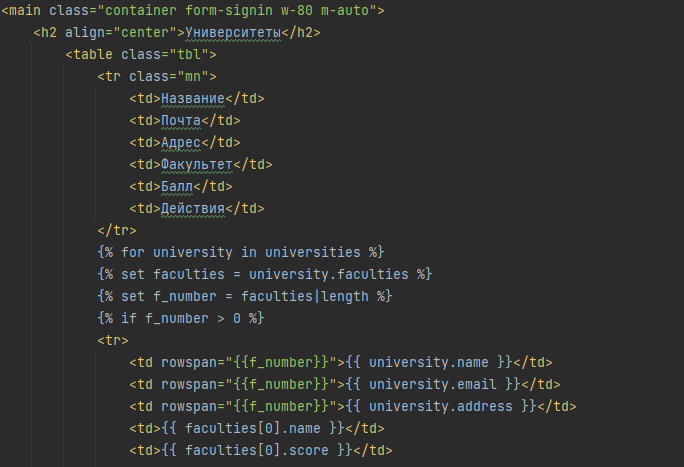 <main class="container form-signin w-80 m-auto">
<h2 align="center">Университеты</h2>
<table class="tbl">
<tr class="mn">
<td>Название</td>
<td>Почта</td>
<td>Адрес</td>
<td>Факультет</td>
<td>Балл</td>
<td>Действия</td>
</tr>
{% for university in universities %}
{% set faculties = university.faculties %}
{% set f_number = faculties|length %}
{% if f_number > 0 %}
<tr>
<td rowspan="{{f_number}}">{{ university.name }}</td>
<td rowspan="{{f_number}}">{{ university.email }}</td>
<td rowspan="{{f_number}}">{{ university.address }}</td>
<td>{{ faculties[0].name }}</td>
<td>{{ faculties[0].score }}</td>